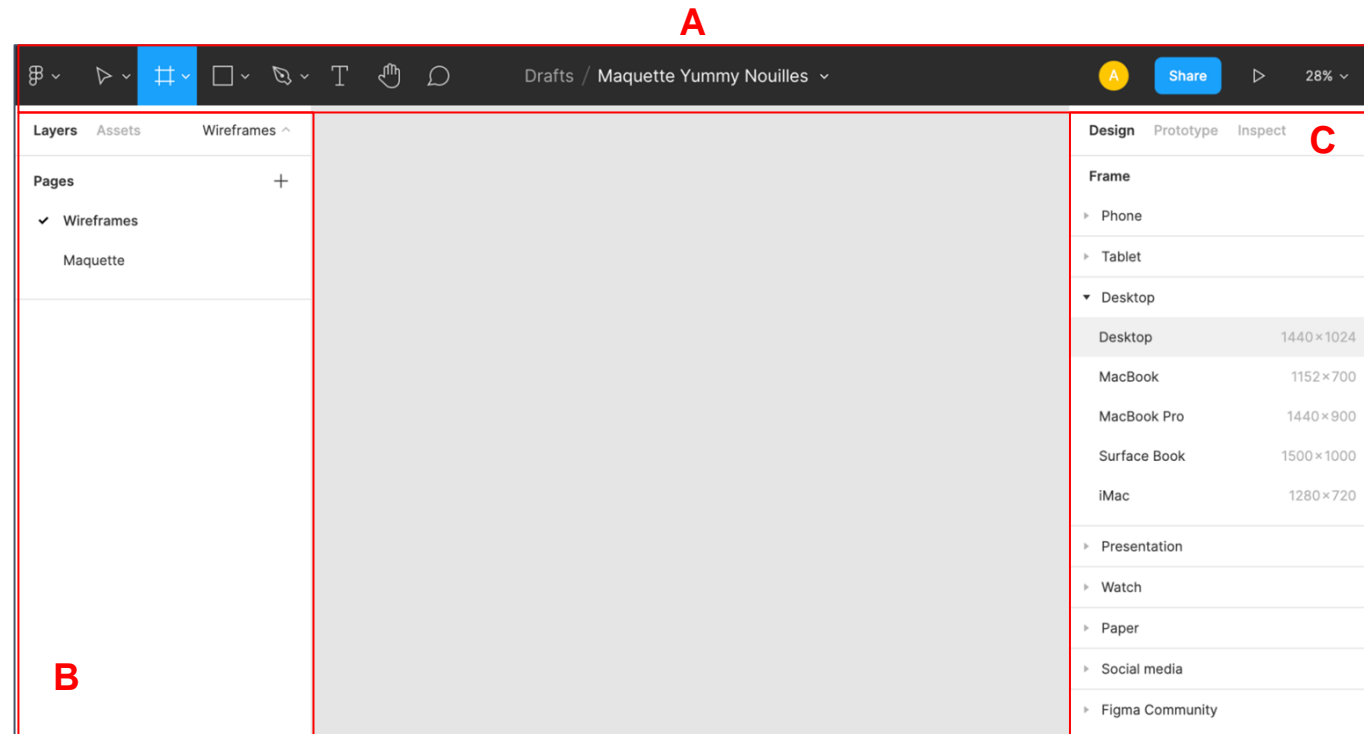 A
Drafts / Maquette Yummy Nouilles
A
Share
28%
Layers Assets Wireframes
Pages
Wireframes
Maquette
B
Design Prototype Inspect
C
Frame
Phone
Tablet
Desktop
Desktop 1440×1024
MacBook 1152×700
MacBook Pro 1440×900
Surface Book 1500×1000
iMac 1280×720
Presentation
Watch
Paper
Social media
Figma Community